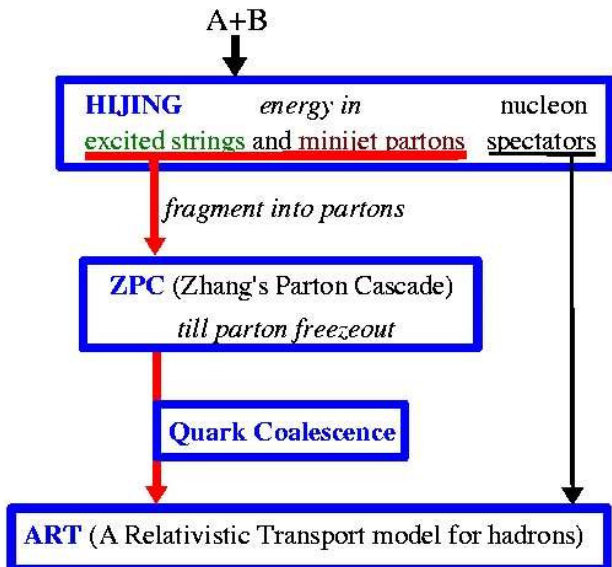 A+B
HIJING energy in nucleon
excited strings and minijet partons spectators
fragment into partons
ZPC (Zhang's Parton Cascade)
till parton freezeout
Quark Coalescence
ART (A Relativistic Transport model for hadrons)